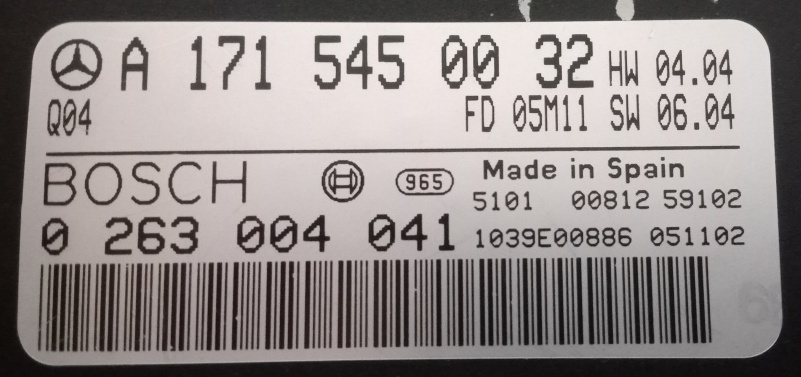 A 171 545 00 32 HW 04.04
Q04 FD 05M11 SW 06.04
BOSCH 965 Made in Spain
5101 00812 59102
0 263 004 041 1039E00886 051102